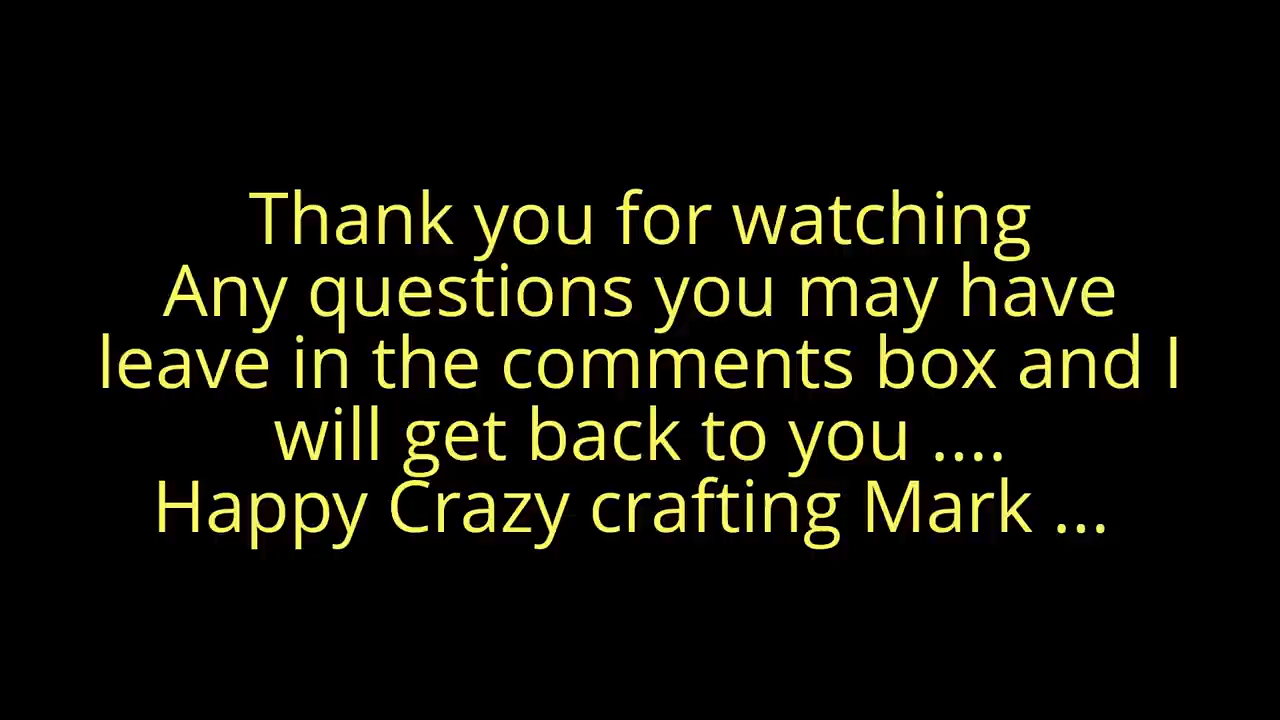 Thank you for watching
Any questions you may have
leave in the comments box and I
will get back to you ....
Happy Crazy crafting Mark ...